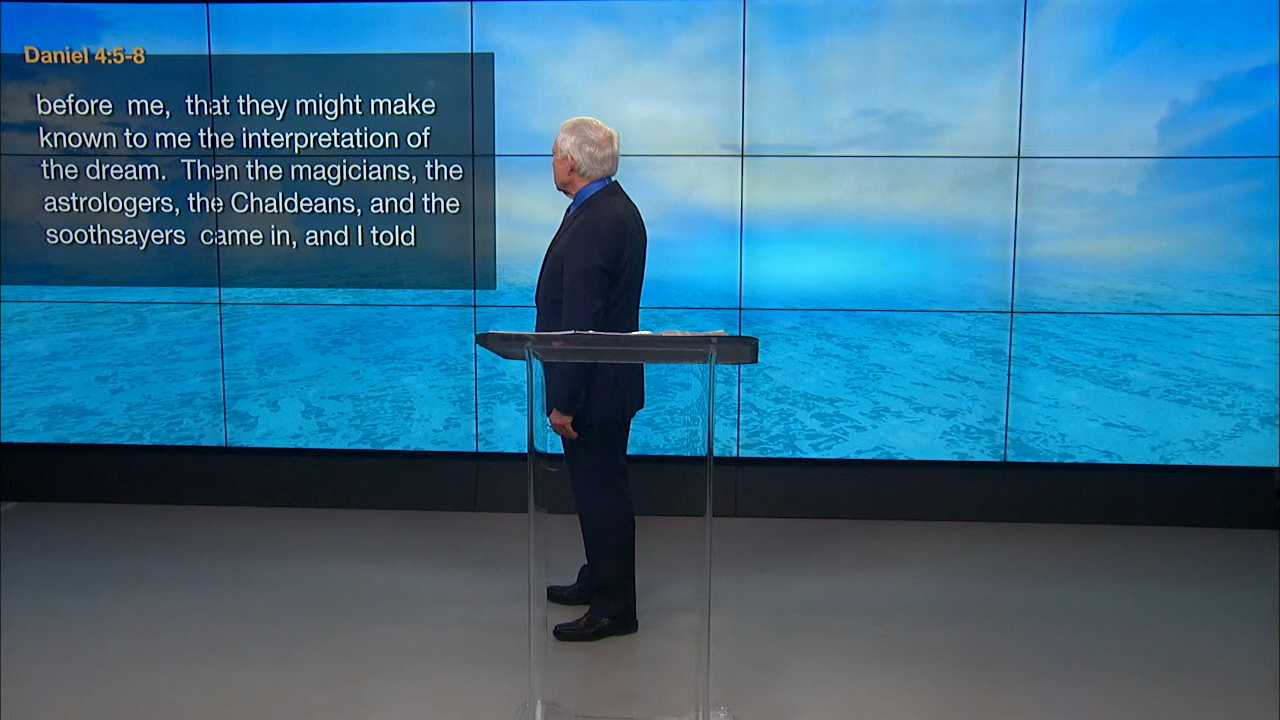 Daniel 4:5-8
before me, that they might make
known to me the interpretation of
the dream. Then the magicians, the
astrologers, the Chaldeans, and the
soothsayers came in, and I told